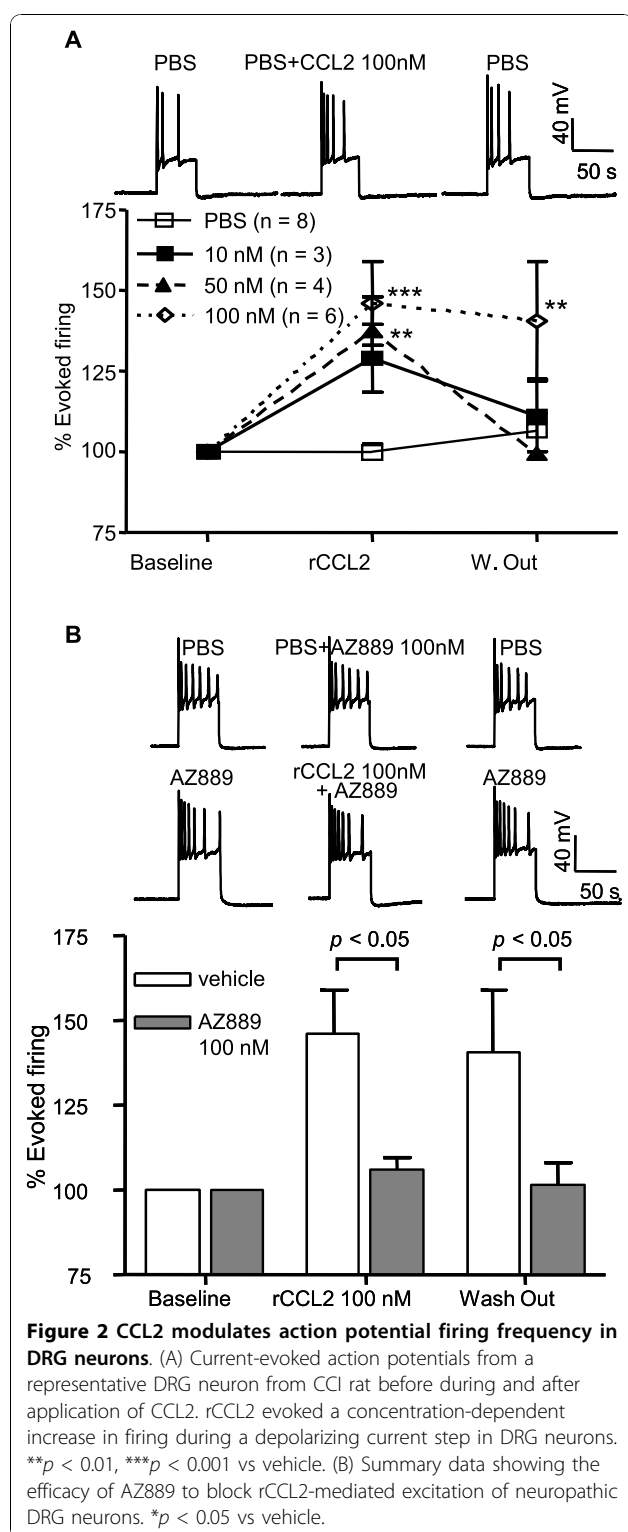 A
PBS PBS+CCL2 100nM PBS
40 mV
50 s
175
150
125
100
75
% Evoked firing
PBS (n = 8)
10 nM (n = 3)
50 nM (n = 4)
100 nM (n = 6)
***
**
**
Baseline rCCL2 W. Out
B
PBS PBS+AZ889 100nM PBS
AZ889 rCCL2 100nM + AZ889 AZ889
40 mV
50 s
175
150
125
100
75
% Evoked firing
vehicle
AZ889
100 nM
p < 0.05 p < 0.05
Baseline rCCL2 100 nM Wash Out
Figure 2 CCL2 modulates action potential firing frequency in
DRG neurons. (A) Current-evoked action potentials from a
representative DRG neuron from CCI rat before during and after
application of CCL2. rCCL2 evoked a concentration-dependent
increase in firing during a depolarizing current step in DRG neurons.
**p < 0.01, ***p < 0.001 vs vehicle. (B) Summary data showing the
efficacy of AZ889 to block rCCL2-mediated excitation of neuropathic
DRG neurons. *p < 0.05 vs vehicle.